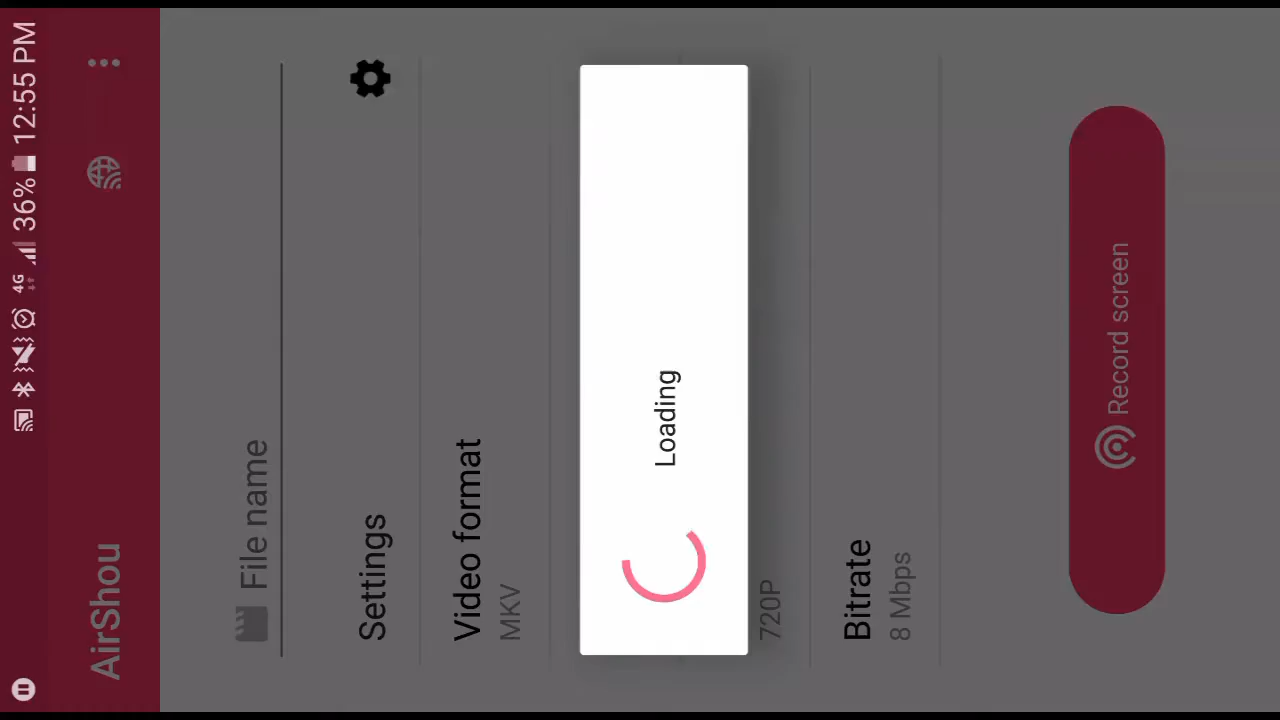 4G 36% 12:55 PM
AirShou
File name
Settings
Video format
MKV
Loading
720P
Bitrate
8 Mbps
Record screen